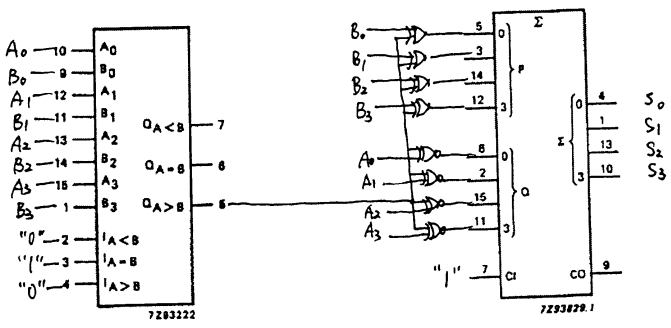 A0 10 A0
B0 9 B0
A1 12 A1
B1 11 B1
A2 13 A2
B2 14 B2
A3 15 A3
B3 1 B3
"0" 2 IA<B
"1" 3 IA=B
"0" 4 IA>B
QA<B 7
QA=B 6
QA>B 5
7Z83222
Σ
B0 5 0
B1 3
B2 14
B3 12 3
P
A0 6 0
A1 2
A2 15
A3 11 3
Q
"1" 7 CI
Σ
0 4 S0
1 S1
13 S2
3 10 S3
CO 9
7Z93829.1